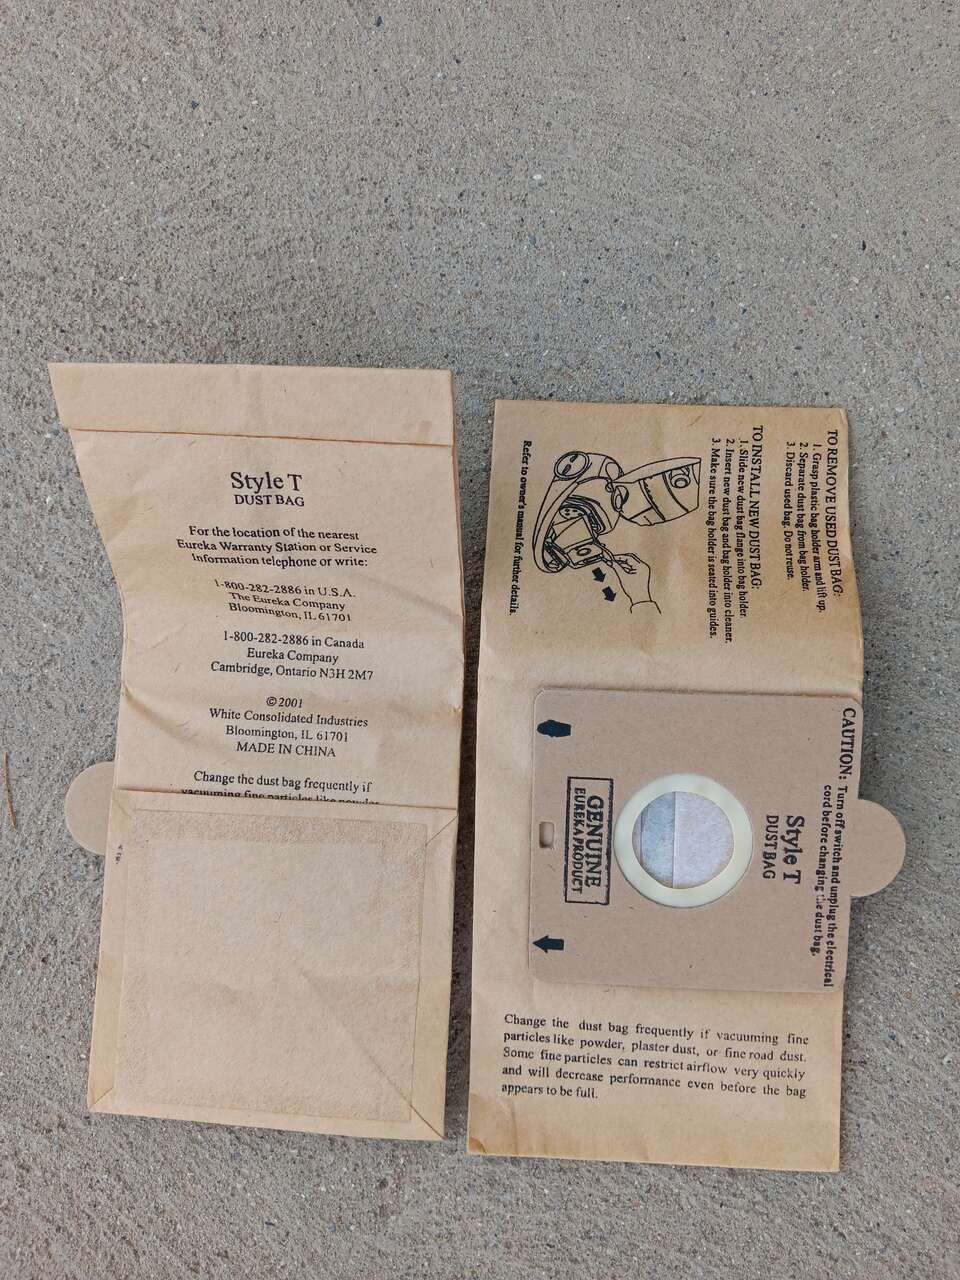 Style T
DUST BAG
For the location of the nearest
Eureka Warranty Station or Service
Information telephone or write:
1-800-282-2886 in U.S.A.
The Eureka Company
Bloomington, IL 61701
1-800-282-2886 in Canada
Eureka Company
Cambridge, Ontario N3H 2M7
©2001
White Consolidated Industries
Bloomington, IL 61701
MADE IN CHINA
Change the dust bag frequently if
vacuuming fine particles like powder
TO REMOVE USED DUST BAG:
1. Grasp plastic bag holder arm and lift up.
2. Separate dust bag from bag holder.
3. Discard used bag. Do not reuse.
TO INSTALL NEW DUST BAG:
1. Slide new dust bag flange into bag holder.
2. Insert new dust bag and bag holder into cleaner.
3. Make sure the bag holder is seated into guides.
Refer to owner's manual for further details.
CAUTION: Turn off switch and unplug the electrical
cord before changing the dust bag.
Style T
DUST BAG
GENUINE
EUREKA PRODUCT
Change the dust bag frequently if vacuuming fine
particles like powder, plaster dust, or fine road dust.
Some fine particles can restrict airflow very quickly
and will decrease performance even before the bag
appears to be full.